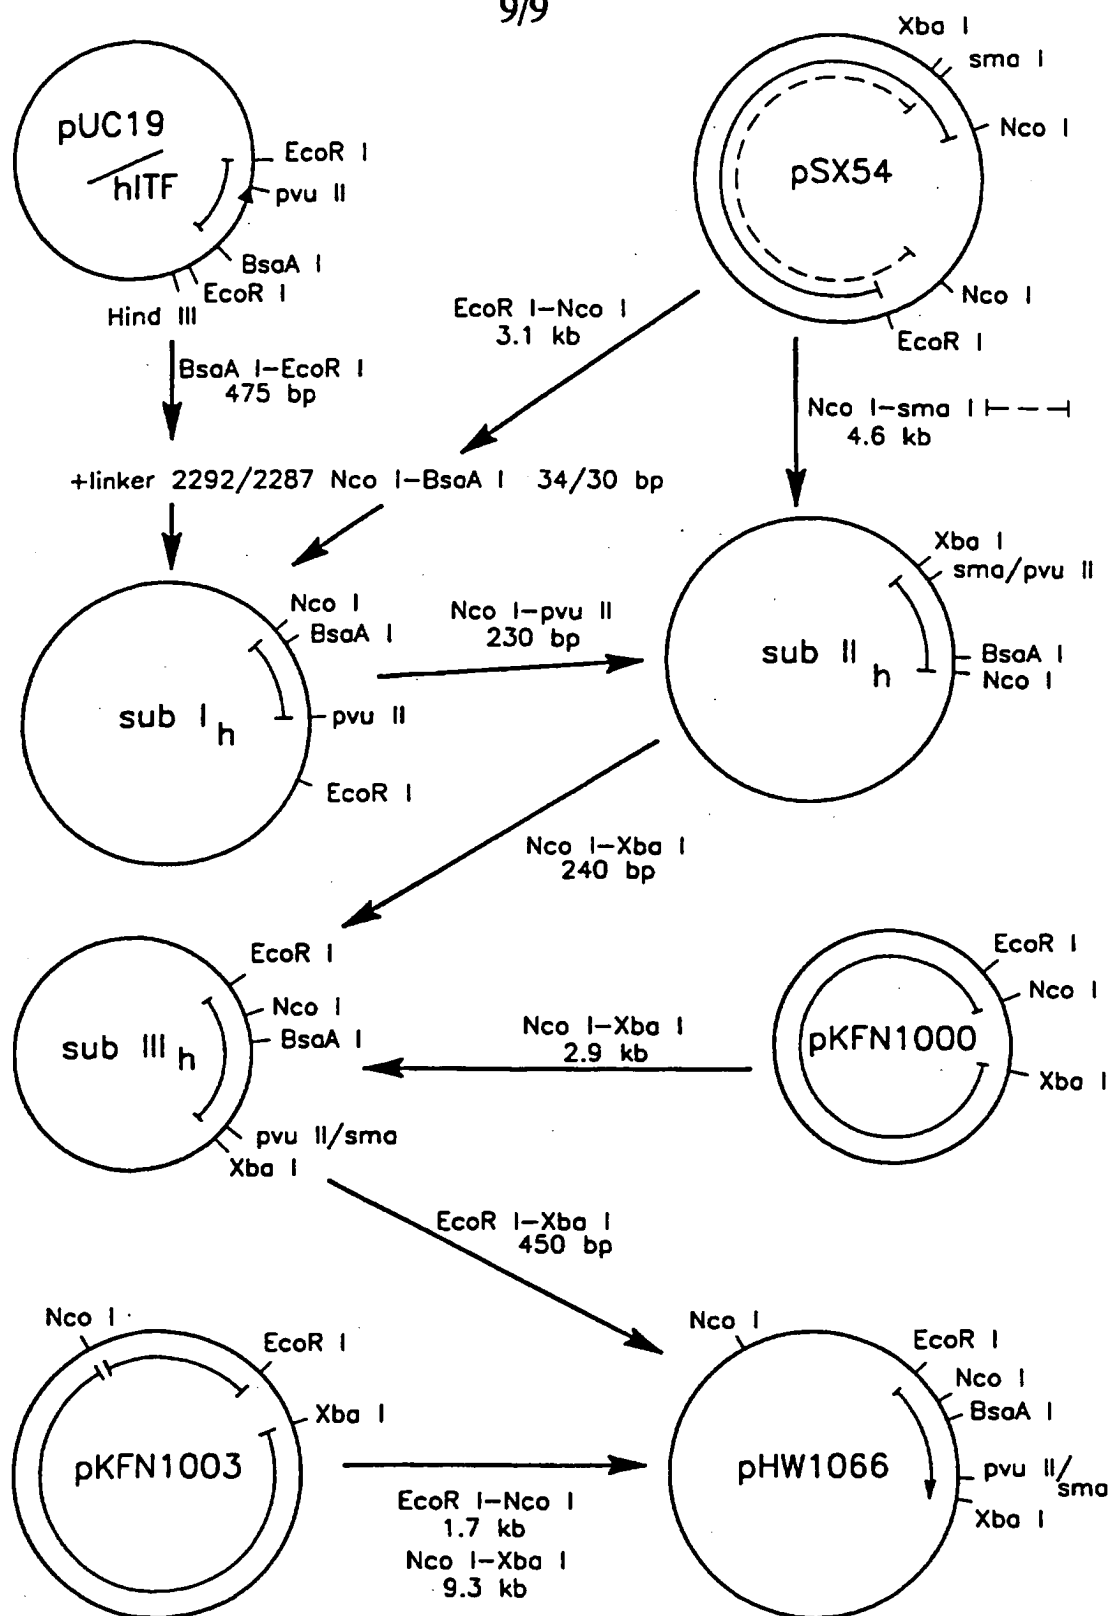 9/9
pUC19
hITF
EcoR I
pvu II
BsaA I
EcoR I
Hind III
Xba I
sma I
Nco I
pSX54
Nco I
EcoR I
BsaA I-EcoR I
475 bp
EcoR I-Nco I
3.1 kb
Nco I-sma I
4.6 kb
+linker 2292/2287 Nco I-BsaA I 34/30 bp
Nco I
BsaA I
sub I h
pvu II
EcoR I
Nco I-pvu II
230 bp
Xba I
sma/pvu II
sub II h
BsaA I
Nco I
Nco I-Xba I
240 bp
EcoR I
Nco I
BsaA I
sub III h
pvu II/sma
Xba I
Nco I-Xba I
2.9 kb
EcoR I
Nco I
pKFN1000
Xba I
EcoR I-Xba I
450 bp
Nco I
EcoR I
Xba I
pKFN1003
EcoR I-Nco I
1.7 kb
Nco I-Xba I
9.3 kb
Nco I
EcoR I
Nco I
BsaA I
pHW1066
pvu II/
sma
Xba I